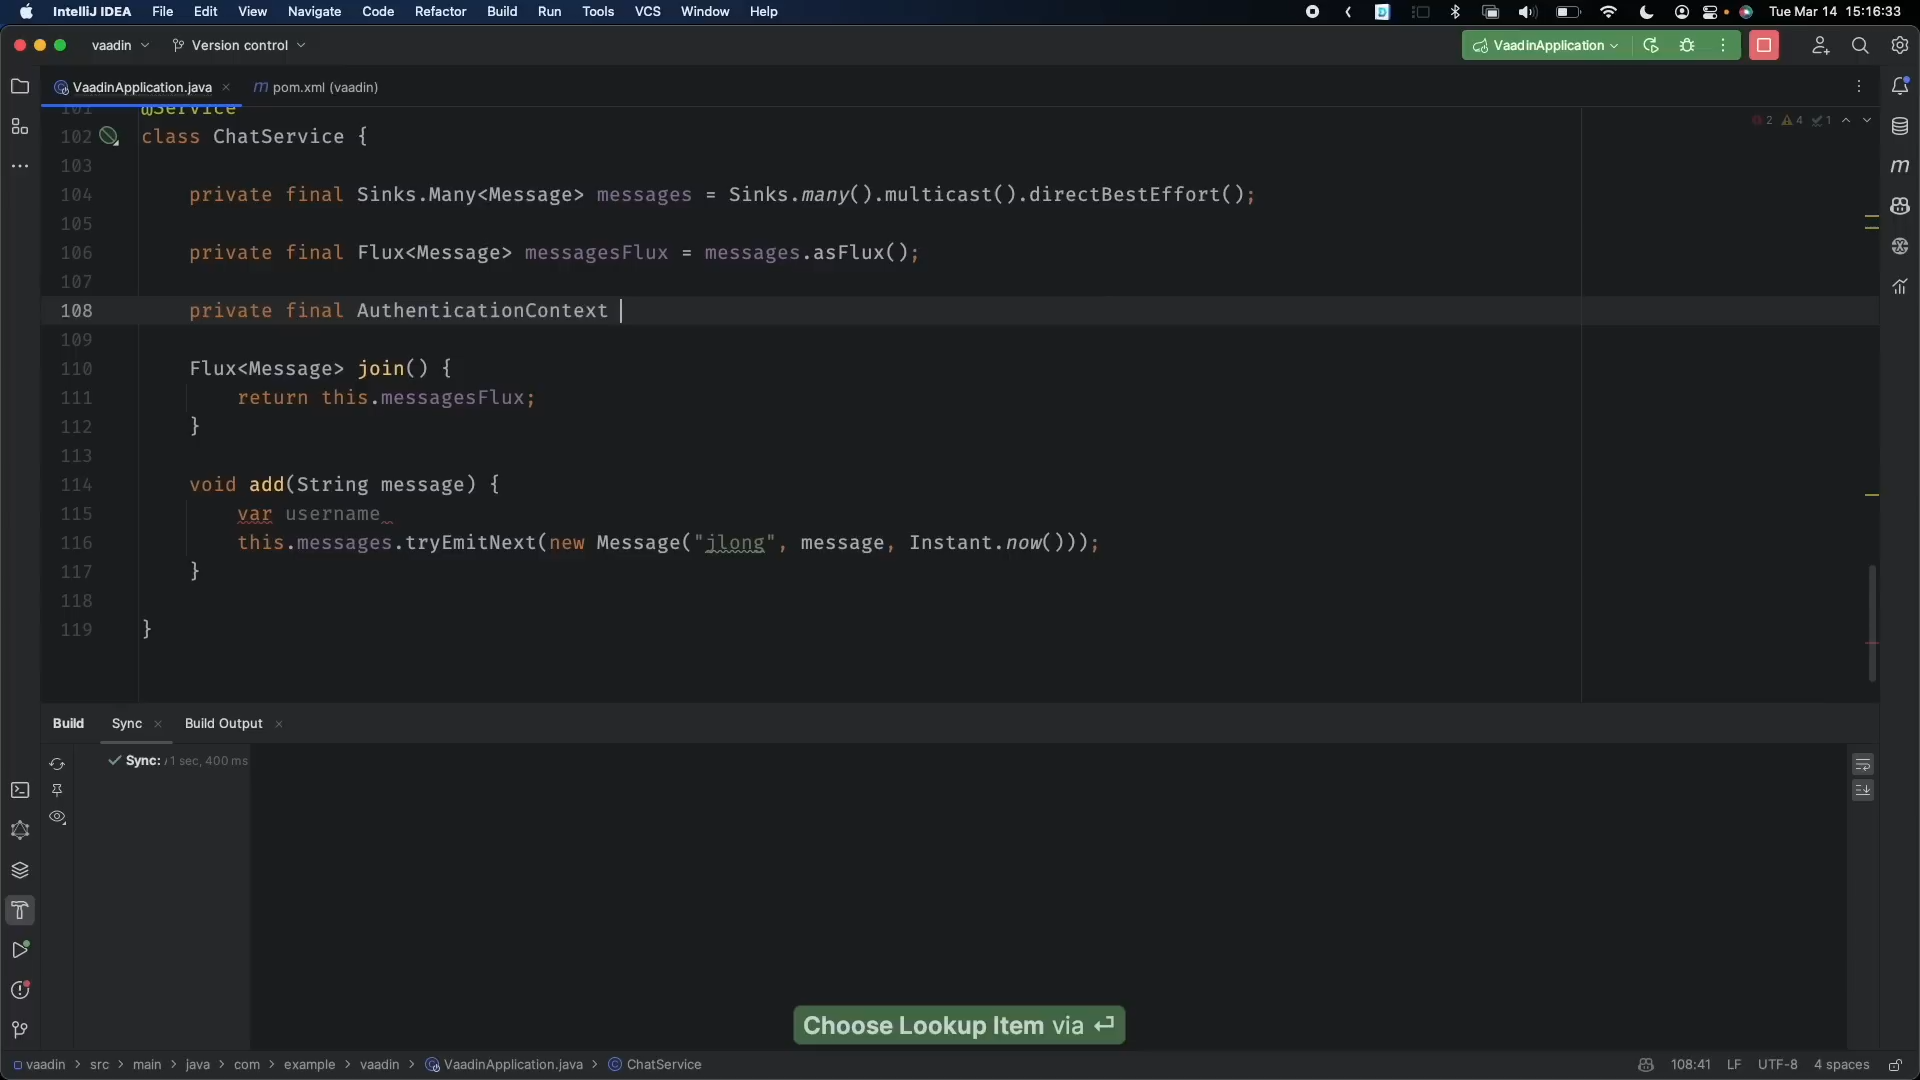 IntelliJ IDEA File Edit View Navigate Code Refactor Build Run Tools VCS Window Help Tue Mar 14 15:16:33
vaadin Version control VaadinApplication
VaadinApplication.java pom.xml (vaadin)
101 @Service
102 class ChatService {
2 4 1
103
104 private final Sinks.Many<Message> messages = Sinks.many().multicast().directBestEffort();
105
106 private final Flux<Message> messagesFlux = messages.asFlux();
107
108 private final AuthenticationContext
109
110 Flux<Message> join() {
111 return this.messagesFlux;
112 }
113
114 void add(String message) {
115 var username
116 this.messages.tryEmitNext(new Message("jlong", message, Instant.now()));
117 }
118
119 }
Build Sync Build Output
Sync: 1 sec, 400 ms
Choose Lookup Item via ⏎
vaadin > src > main > java > com > example > vaadin > VaadinApplication.java > ChatService 108:41 LF UTF-8 4 spaces